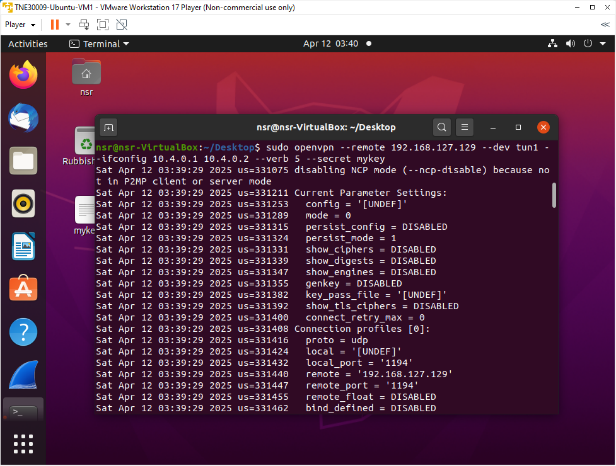 TNE30009-Ubuntu-VM1 - VMware Workstation 17 Player (Non-commercial use only)
Player
Activities
Terminal
Apr 12 03:40
nsr
Rubbish
myke
nsr@nsr-VirtualBox: ~/Desktop
nsr@nsr-VirtualBox:~/Desktop$ sudo openvpn --remote 192.168.127.129 --dev tun1 -
-ifconfig 10.4.0.1 10.4.0.2 --verb 5 --secret mykey
Sat Apr 12 03:39:29 2025 us=331075 disabling NCP mode (--ncp-disable) because no
t in P2MP client or server mode
Sat Apr 12 03:39:29 2025 us=331211 Current Parameter Settings:
Sat Apr 12 03:39:29 2025 us=331253   config = '[UNDEF]'
Sat Apr 12 03:39:29 2025 us=331289   mode = 0
Sat Apr 12 03:39:29 2025 us=331315   persist_config = DISABLED
Sat Apr 12 03:39:29 2025 us=331324   persist_mode = 1
Sat Apr 12 03:39:29 2025 us=331331   show_ciphers = DISABLED
Sat Apr 12 03:39:29 2025 us=331339   show_digests = DISABLED
Sat Apr 12 03:39:29 2025 us=331347   show_engines = DISABLED
Sat Apr 12 03:39:29 2025 us=331355   genkey = DISABLED
Sat Apr 12 03:39:29 2025 us=331382   key_pass_file = '[UNDEF]'
Sat Apr 12 03:39:29 2025 us=331392   show_tls_ciphers = DISABLED
Sat Apr 12 03:39:29 2025 us=331400   connect_retry_max = 0
Sat Apr 12 03:39:29 2025 us=331408 Connection profiles [0]:
Sat Apr 12 03:39:29 2025 us=331416   proto = udp
Sat Apr 12 03:39:29 2025 us=331424   local = '[UNDEF]'
Sat Apr 12 03:39:29 2025 us=331432   local_port = '1194'
Sat Apr 12 03:39:29 2025 us=331440   remote = '192.168.127.129'
Sat Apr 12 03:39:29 2025 us=331447   remote_port = '1194'
Sat Apr 12 03:39:29 2025 us=331455   remote_float = DISABLED
Sat Apr 12 03:39:29 2025 us=331462   bind_defined = DISABLED